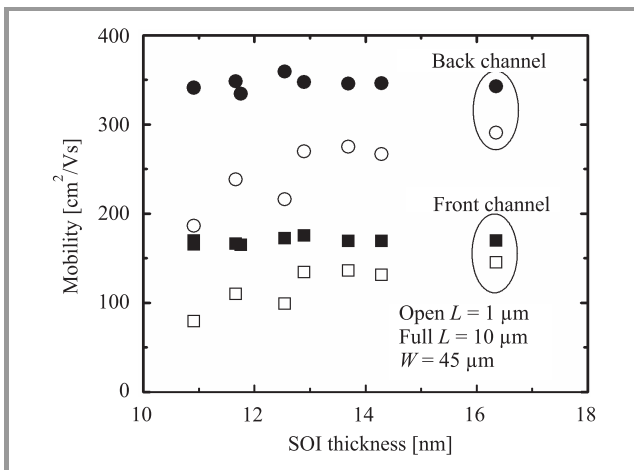 400
300
200
100
0
Mobility [cm²/Vs]
Back channel
Front channel
Open L = 1 µm
Full L = 10 µm
W = 45 µm
10 12 14 16 18
SOI thickness [nm]